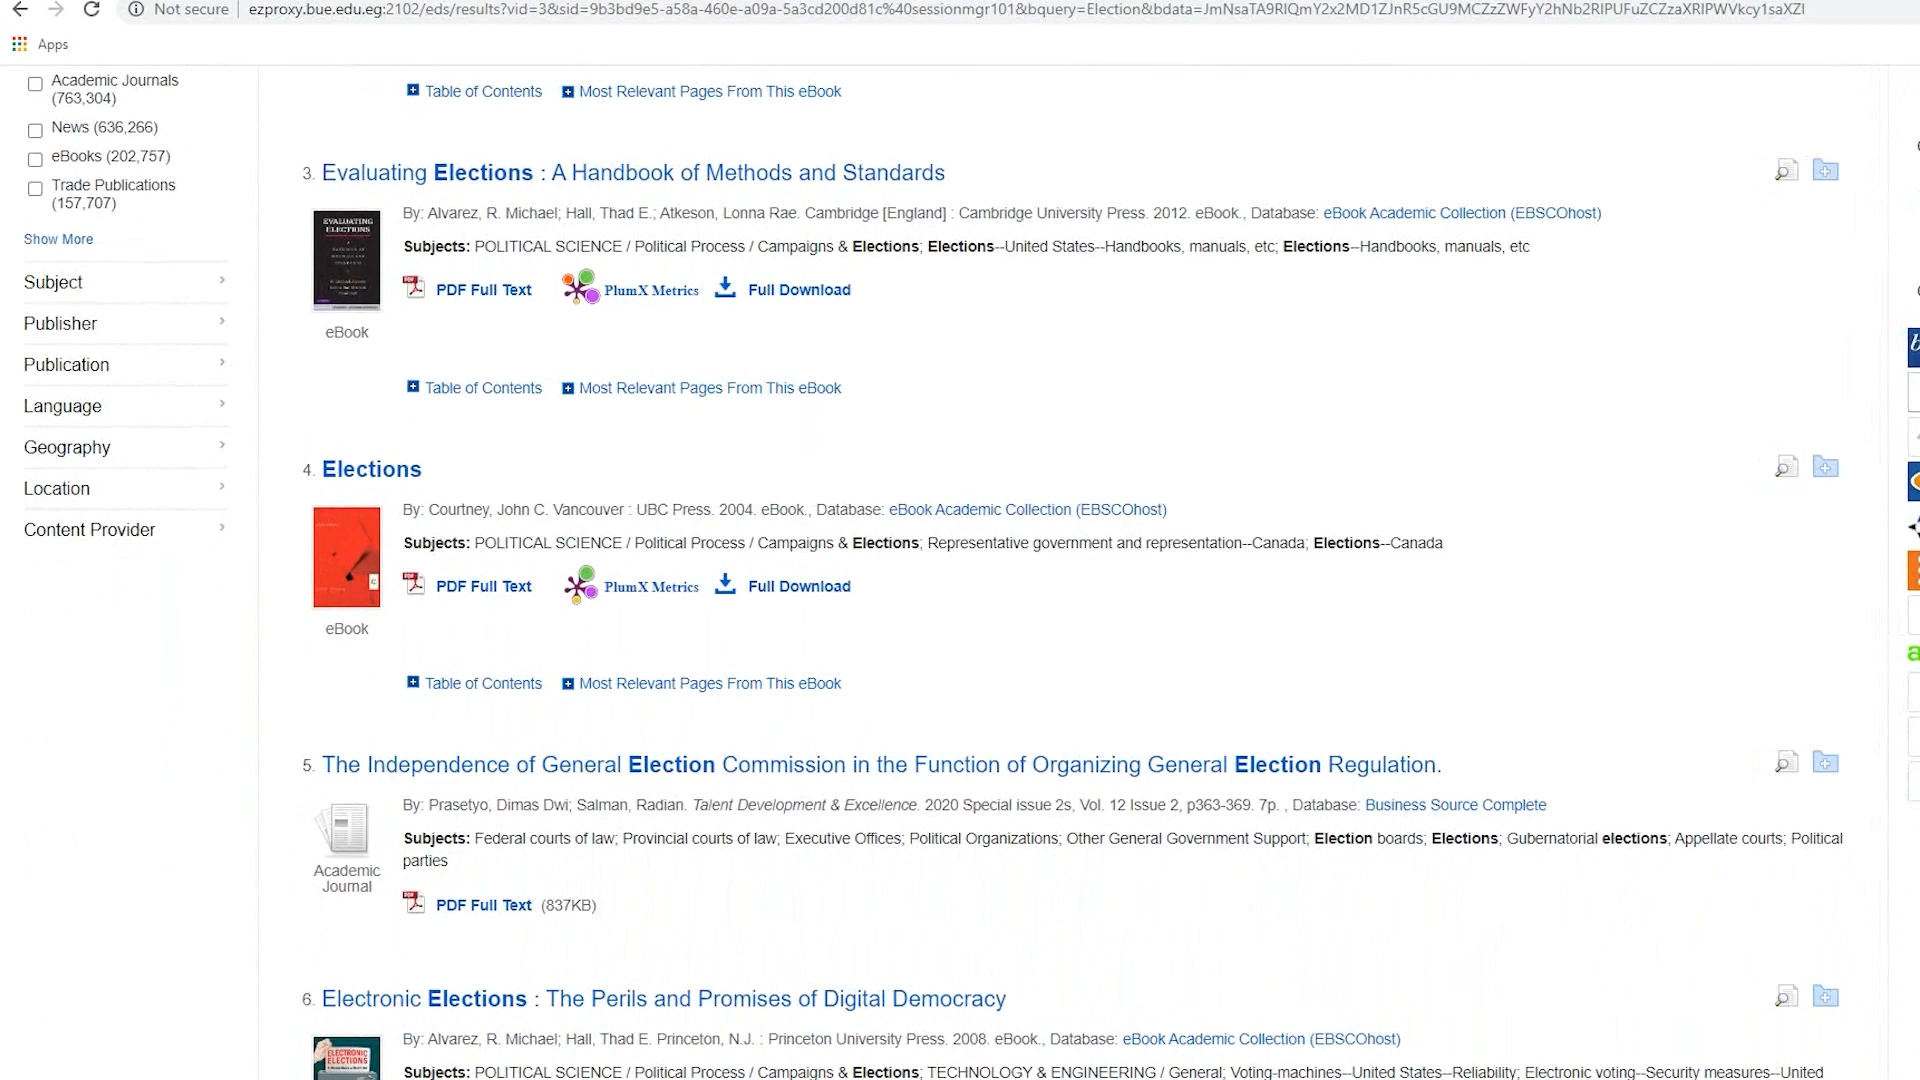 Not secure | ezproxy.bue.edu.eg:2102/eds/results?vid=3&sid=9b3bd9e5-a58a-460e-a09a-5a3cd200d81c%40sessionmgr101&bquery=Election&bdata=JmNsaTA9RlQmY2x2MD1ZJnR5cGU9MCZzZWFyY2hNb2RlPUFuZCZzaXRlPWVkcy1saXZl
Apps
Academic Journals
(763,304)
News (636,266)
eBooks (202,757)
Trade Publications
(157,707)
Show More
Subject
Publisher
Publication
Language
Geography
Location
Content Provider
Table of Contents Most Relevant Pages From This eBook
3. Evaluating Elections : A Handbook of Methods and Standards
By: Alvarez, R. Michael; Hall, Thad E.; Atkeson, Lonna Rae. Cambridge [England] : Cambridge University Press. 2012. eBook., Database: eBook Academic Collection (EBSCOhost)
Subjects: POLITICAL SCIENCE / Political Process / Campaigns & Elections; Elections--United States--Handbooks, manuals, etc; Elections--Handbooks, manuals, etc
EVALUATING
ELECTIONS
PDF Full Text PlumX Metrics Full Download
eBook
Table of Contents Most Relevant Pages From This eBook
4. Elections
By: Courtney, John C. Vancouver : UBC Press. 2004. eBook., Database: eBook Academic Collection (EBSCOhost)
Subjects: POLITICAL SCIENCE / Political Process / Campaigns & Elections; Representative government and representation--Canada; Elections--Canada
PDF Full Text PlumX Metrics Full Download
eBook
Table of Contents Most Relevant Pages From This eBook
5. The Independence of General Election Commission in the Function of Organizing General Election Regulation.
By: Prasetyo, Dimas Dwi; Salman, Radian. Talent Development & Excellence. 2020 Special issue 2s, Vol. 12 Issue 2, p363-369. 7p. , Database: Business Source Complete
Subjects: Federal courts of law; Provincial courts of law; Executive Offices; Political Organizations; Other General Government Support; Election boards; Elections; Gubernatorial elections; Appellate courts; Political
parties
Academic
Journal
PDF Full Text (837KB)
6. Electronic Elections : The Perils and Promises of Digital Democracy
By: Alvarez, R. Michael; Hall, Thad E. Princeton, N.J. : Princeton University Press. 2008. eBook., Database: eBook Academic Collection (EBSCOhost)
ELECTRONIC
ELECTIONS
Subjects: POLITICAL SCIENCE / Political Process / Campaigns & Elections; TECHNOLOGY & ENGINEERING / General; Voting-machines--United States--Reliability; Electronic voting--Security measures--United